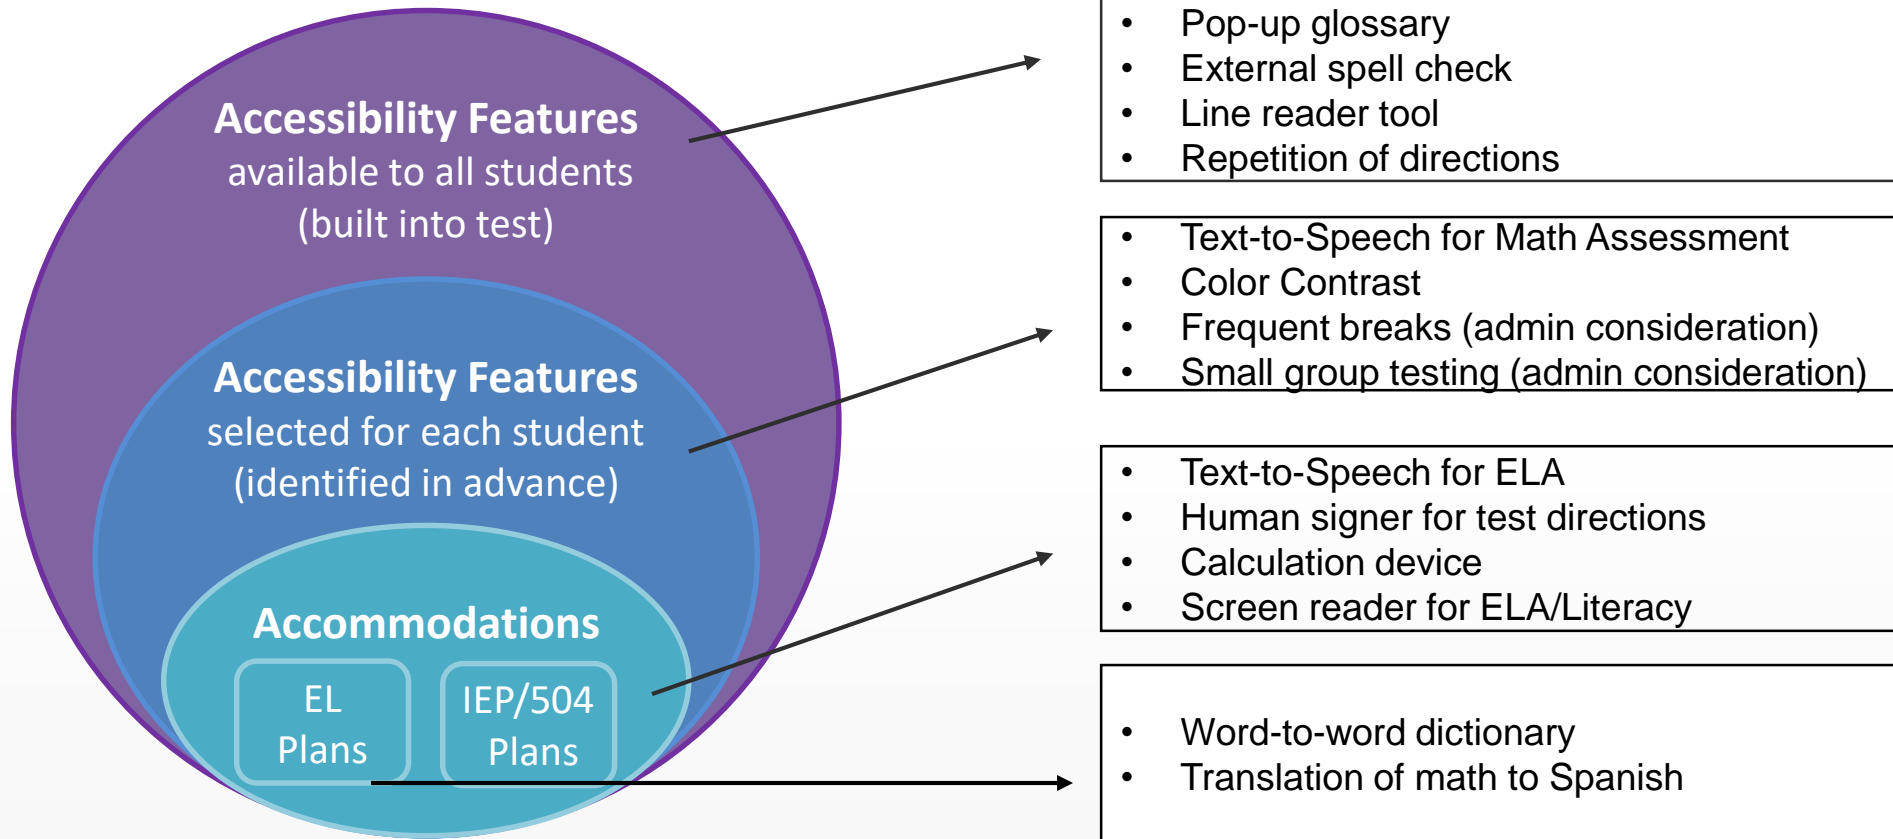 Accessibility Features
available to all students
(built into test)
Accessibility Features
selected for each student
(identified in advance)
Accommodations
EL
Plans
IEP/504
Plans
• Pop-up glossary
• External spell check
• Line reader tool
• Repetition of directions
• Text-to-Speech for Math Assessment
• Color Contrast
• Frequent breaks (admin consideration)
• Small group testing (admin consideration)
• Text-to-Speech for ELA
• Human signer for test directions
• Calculation device
• Screen reader for ELA/Literacy
• Word-to-word dictionary
• Translation of math to Spanish